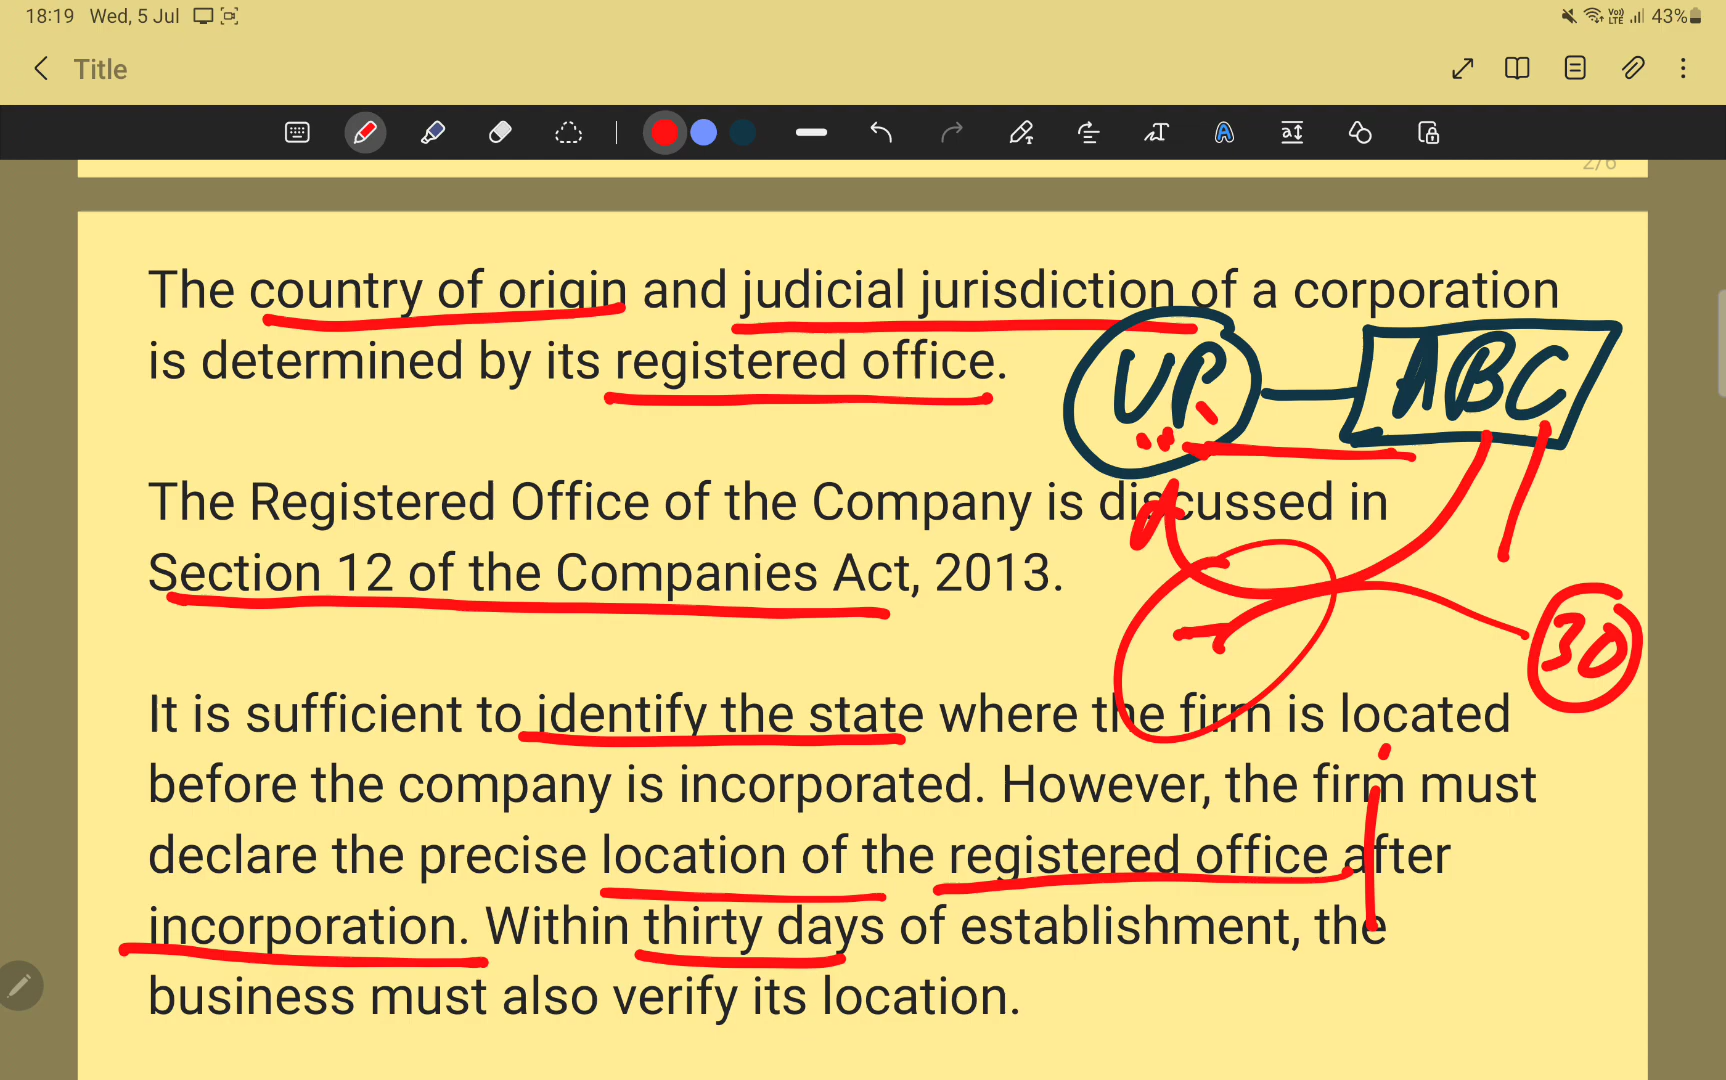 18:19 Wed, 5 Jul
Vo)) LTE 43%
Title
2/6
The country of origin and judicial jurisdiction of a corporation
is determined by its registered office.
UP ABC
The Registered Office of the Company is discussed in
Section 12 of the Companies Act, 2013.
30
It is sufficient to identify the state where the firm is located
before the company is incorporated. However, the firm must
declare the precise location of the registered office after
incorporation. Within thirty days of establishment, the
business must also verify its location.